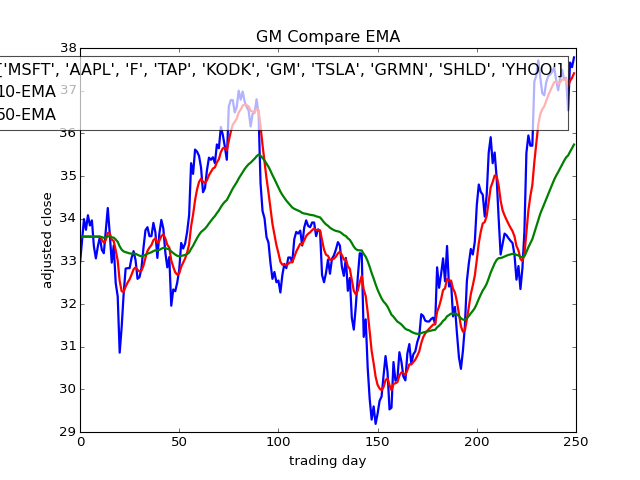 GM Compare EMA
['MSFT', 'AAPL', 'F', 'TAP', 'KODK', 'GM', 'TSLA', 'GRMN', 'SHLD', 'YHOO']
10-EMA
50-EMA
38
37
36
35
34
33
32
31
30
29
adjusted close
0 50 100 150 200 250
trading day